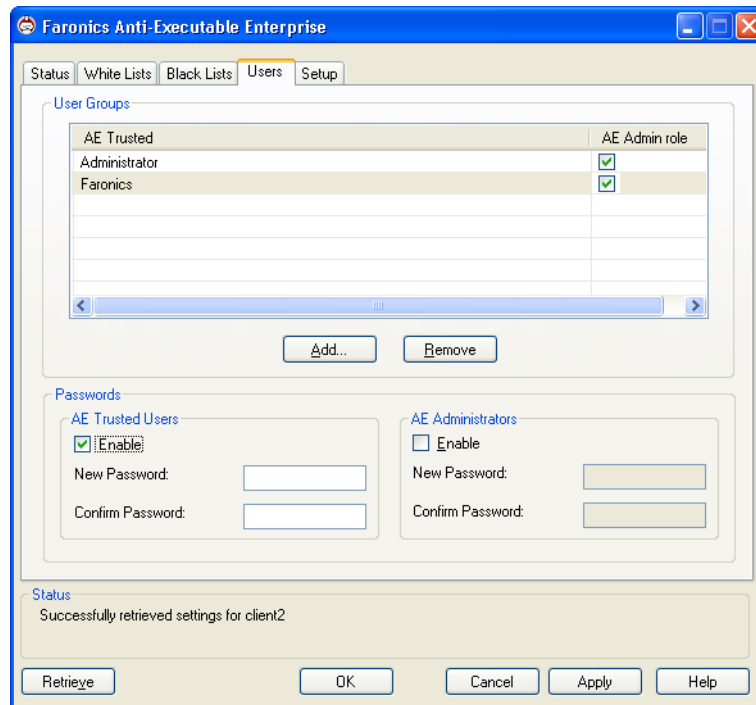 Faronics Anti-Executable Enterprise
Status White Lists Black Lists Users Setup
User Groups
AE Trusted AE Admin role
Administrator
Faronics
Add... Remove
Passwords
AE Trusted Users AE Administrators
Enable Enable
New Password: New Password:
Confirm Password: Confirm Password:
Status
Successfully retrieved settings for client2
Retrieve OK Cancel Apply Help